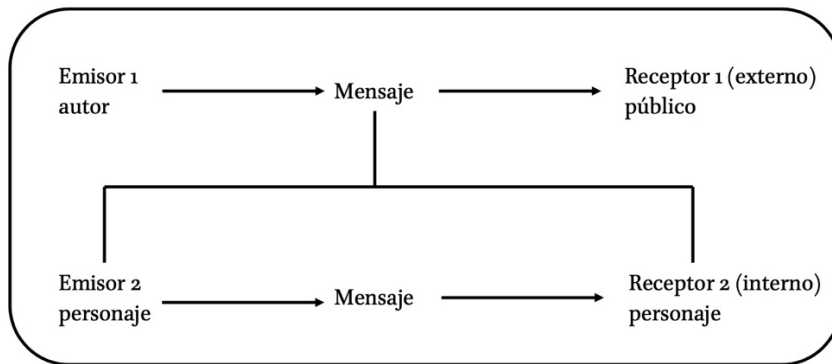 Emisor 1
autor
Mensaje
Receptor 1 (externo)
público
Emisor 2
personaje
Mensaje
Receptor 2 (interno)
personaje